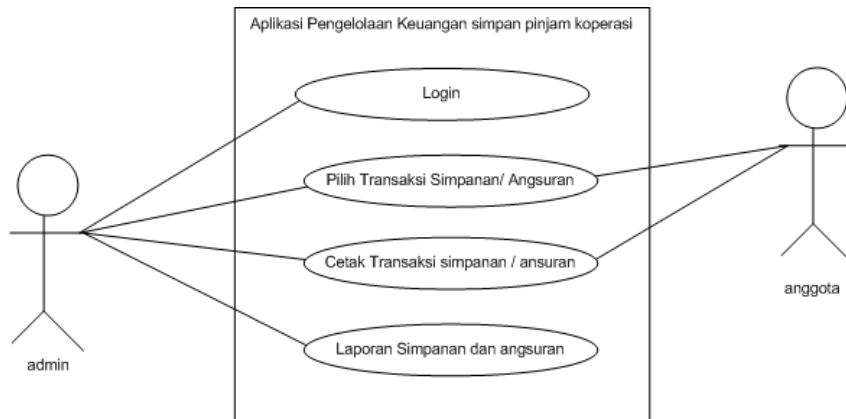 Aplikasi Pengelolaan Keuangan simpan pinjam koperasi
Login
Pilih Transaksi Simpanan/ Angsuran
Cetak Transaksi simpanan / ansuran
Laporan Simpanan dan angsuran
admin
anggota